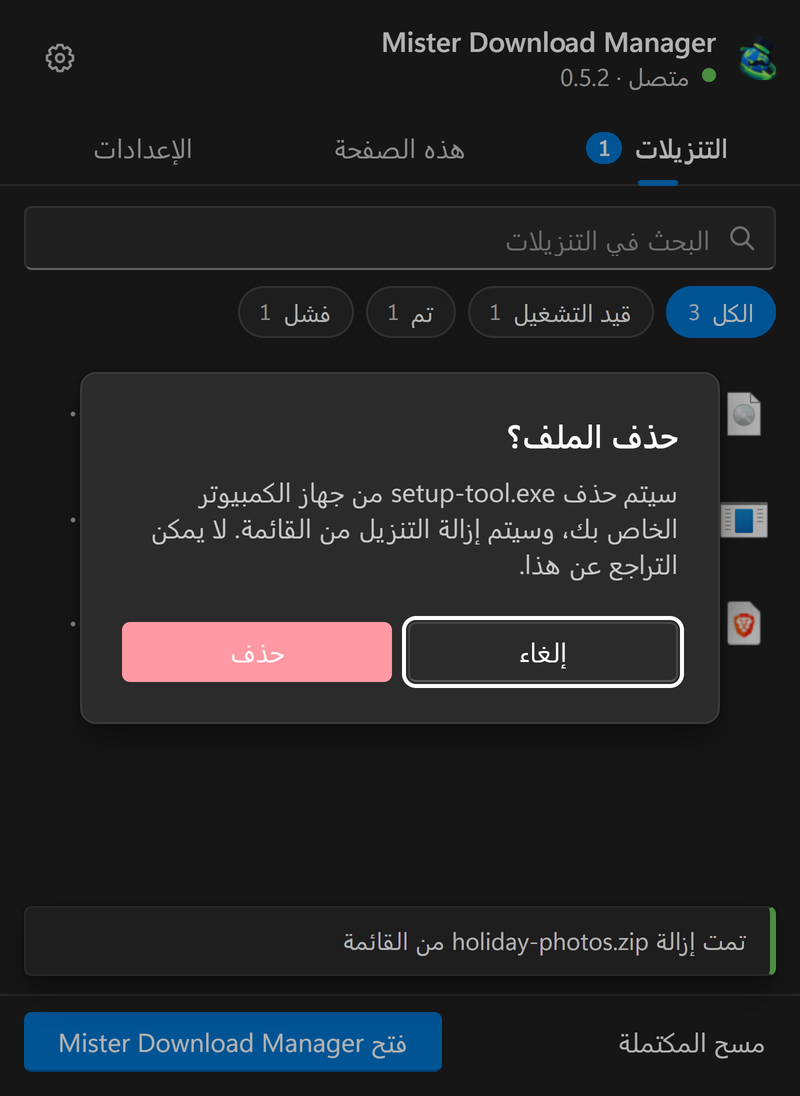 Mister Download Manager
متصل · 0.5.2
التنزيلات 1
هذه الصفحة
الإعدادات
البحث في التنزيلات
الكل 3
قيد التشغيل 1
تم 1
فشل 1
حذف الملف؟
سيتم حذف setup-tool.exe من جهاز الكمبيوتر
الخاص بك، وسيتم إزالة التنزيل من القائمة. لا يمكن
التراجع عن هذا.
إلغاء
حذف
تمت إزالة holiday-photos.zip من القائمة
مسح المكتملة
فتح Mister Download Manager